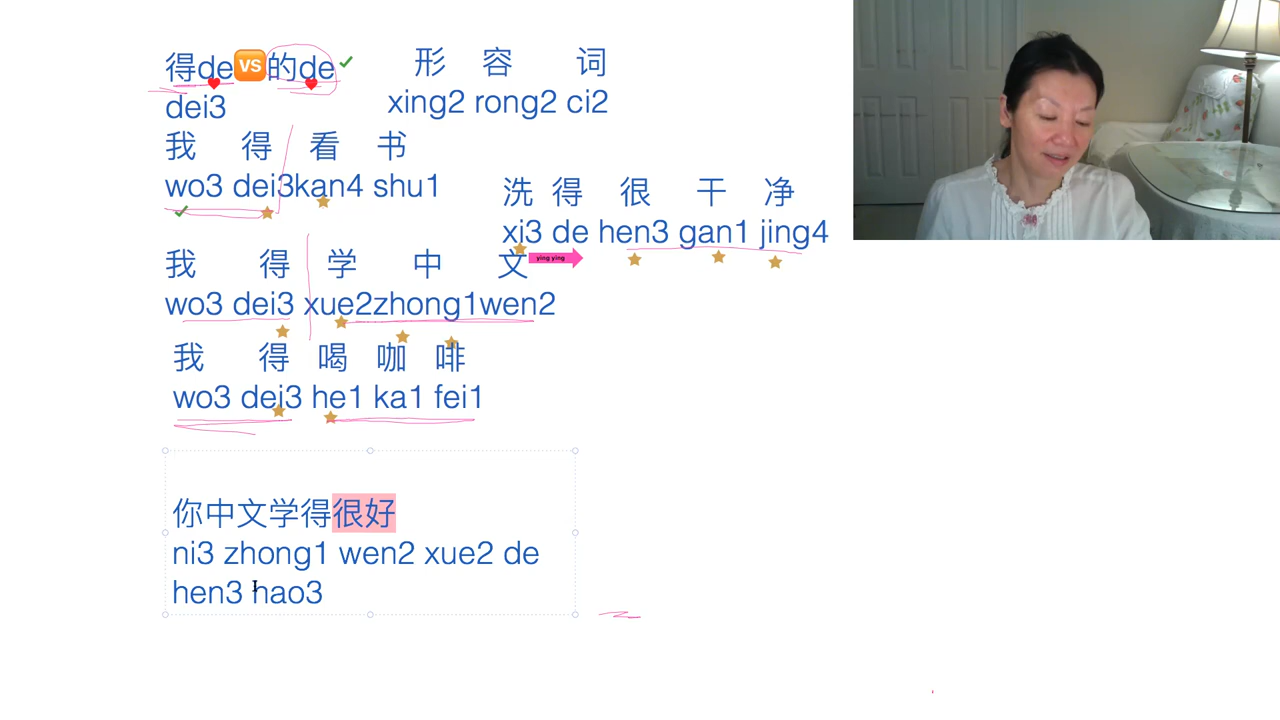 得de VS 的de
dei3
形 容 词
xing2 rong2 ci2
我 得 看 书
wo3 dei3kan4 shu1
洗 得 很 干 净
xi3 de hen3 gan1 jing4
ying ying
我 得 学 中 文
wo3 dei3 xue2zhong1wen2
我 得 喝 咖 啡
wo3 dei3 he1 ka1 fei1
你中文学得很好
ni3 zhong1 wen2 xue2 de
hen3 hao3